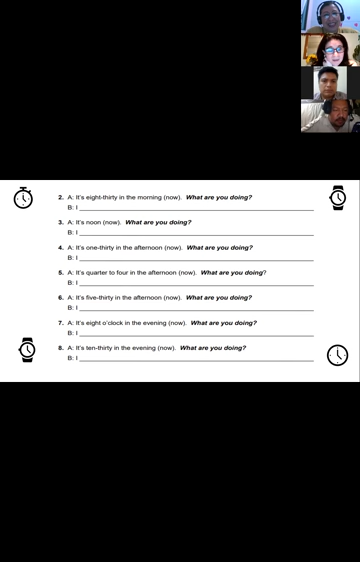 2. A: It's eight-thirty in the morning (now). What are you doing?
B: I
3. A: It's noon (now). What are you doing?
B: I
4. A: It's one-thirty in the afternoon (now). What are you doing?
B: I
5. A: It's quarter to four in the afternoon (now). What are you doing?
B: I
6. A: It's five-thirty in the afternoon (now). What are you doing?
B: I
7. A: It's eight o'clock in the evening (now). What are you doing?
B: I
8. A: It's ten-thirty in the evening (now). What are you doing?
B: I